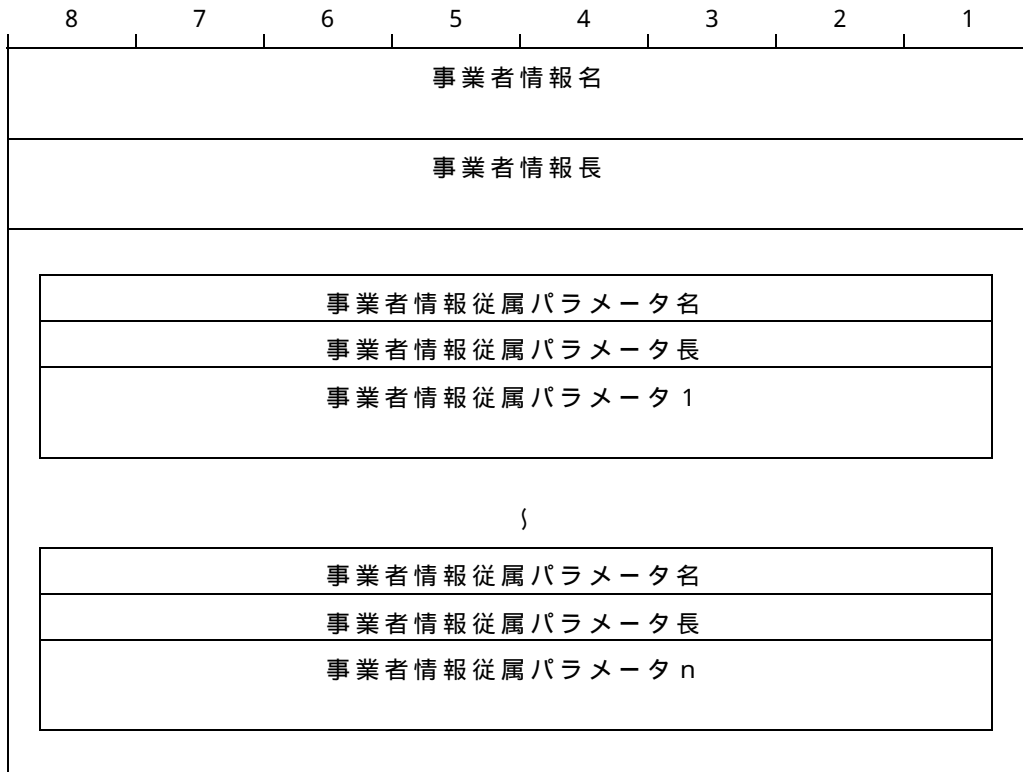 8 7 6 5 4 3 2 1
事業者情報名
事業者情報長
事業者情報従属パラメータ名
事業者情報従属パラメータ長
事業者情報従属パラメータ1
〜
事業者情報従属パラメータ名
事業者情報従属パラメータ長
事業者情報従属パラメータn